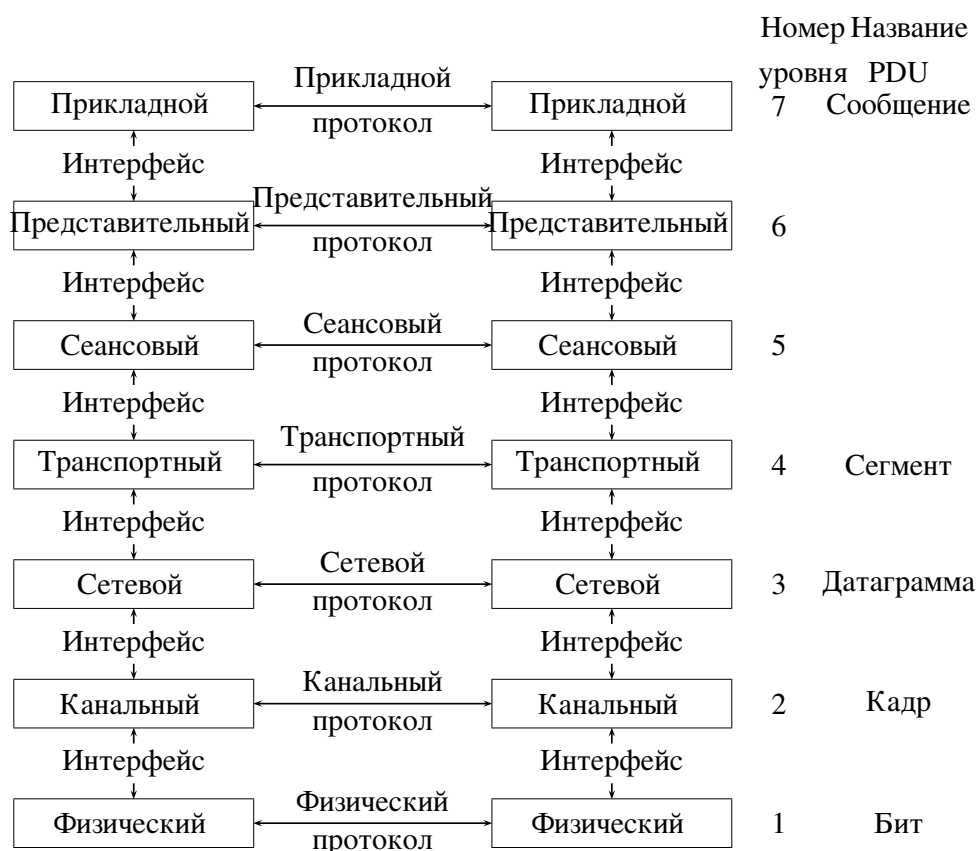 Номер Название
уровня PDU
Прикладной
Прикладной Прикладной 7 Сообщение
протокол
Интерфейс Интерфейс
Представительный
Представительный Представительный 6
протокол
Интерфейс Интерфейс
Сеансовый
Сеансовый Сеансовый 5
протокол
Интерфейс Интерфейс
Транспортный
Транспортный Транспортный 4 Сегмент
протокол
Интерфейс Интерфейс
Сетевой
Сетевой Сетевой 3 Датаграмма
протокол
Интерфейс Интерфейс
Канальный
Канальный Канальный 2 Кадр
протокол
Интерфейс Интерфейс
Физический
Физический Физический 1 Бит
протокол